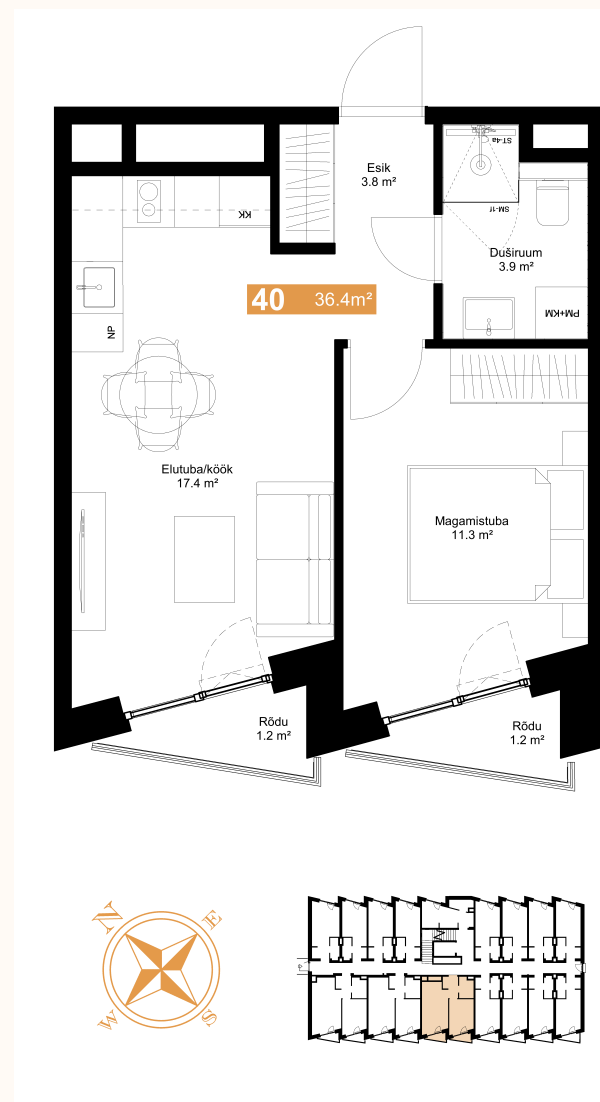 ST-4a
Esik
3.8 m²
KK
SM-1f
Duširuum
3.9 m²
40 36.4m²
PM+KM
NP
Elutuba/köök
17.4 m²
Magamistuba
11.3 m²
Rõdu
1.2 m²
Rõdu
1.2 m²
N
E
W
S